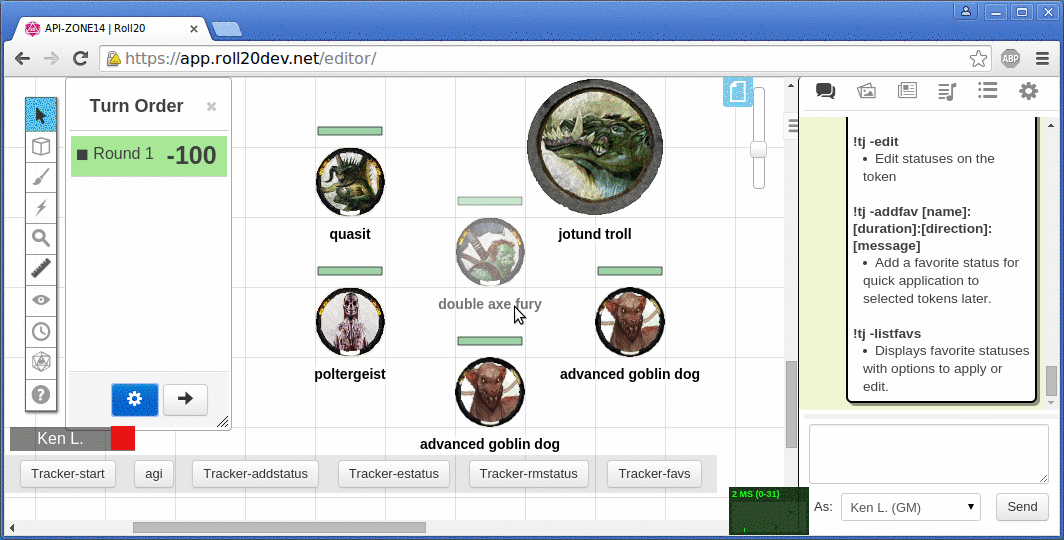 API-ZONE14 | Roll20
https://app.roll20dev.net/editor/
ABP
Turn Order
Round 1 -100
quasit
jotund troll
double axe fury
poltergeist
advanced goblin dog
advanced goblin dog
Ken L.
Tracker-start
agi
Tracker-addstatus
Tracker-estatus
Tracker-rmstatus
Tracker-favs
2 MS (0-31)
!tj -edit
• Edit statuses on the
token
!tj -addfav [name]:
[duration]:[direction]:
[message]
• Add a favorite status for
quick application to
selected tokens later.
!tj -listfavs
• Displays favorite statuses
with options to apply or
edit.
As:
Ken L. (GM)
Send